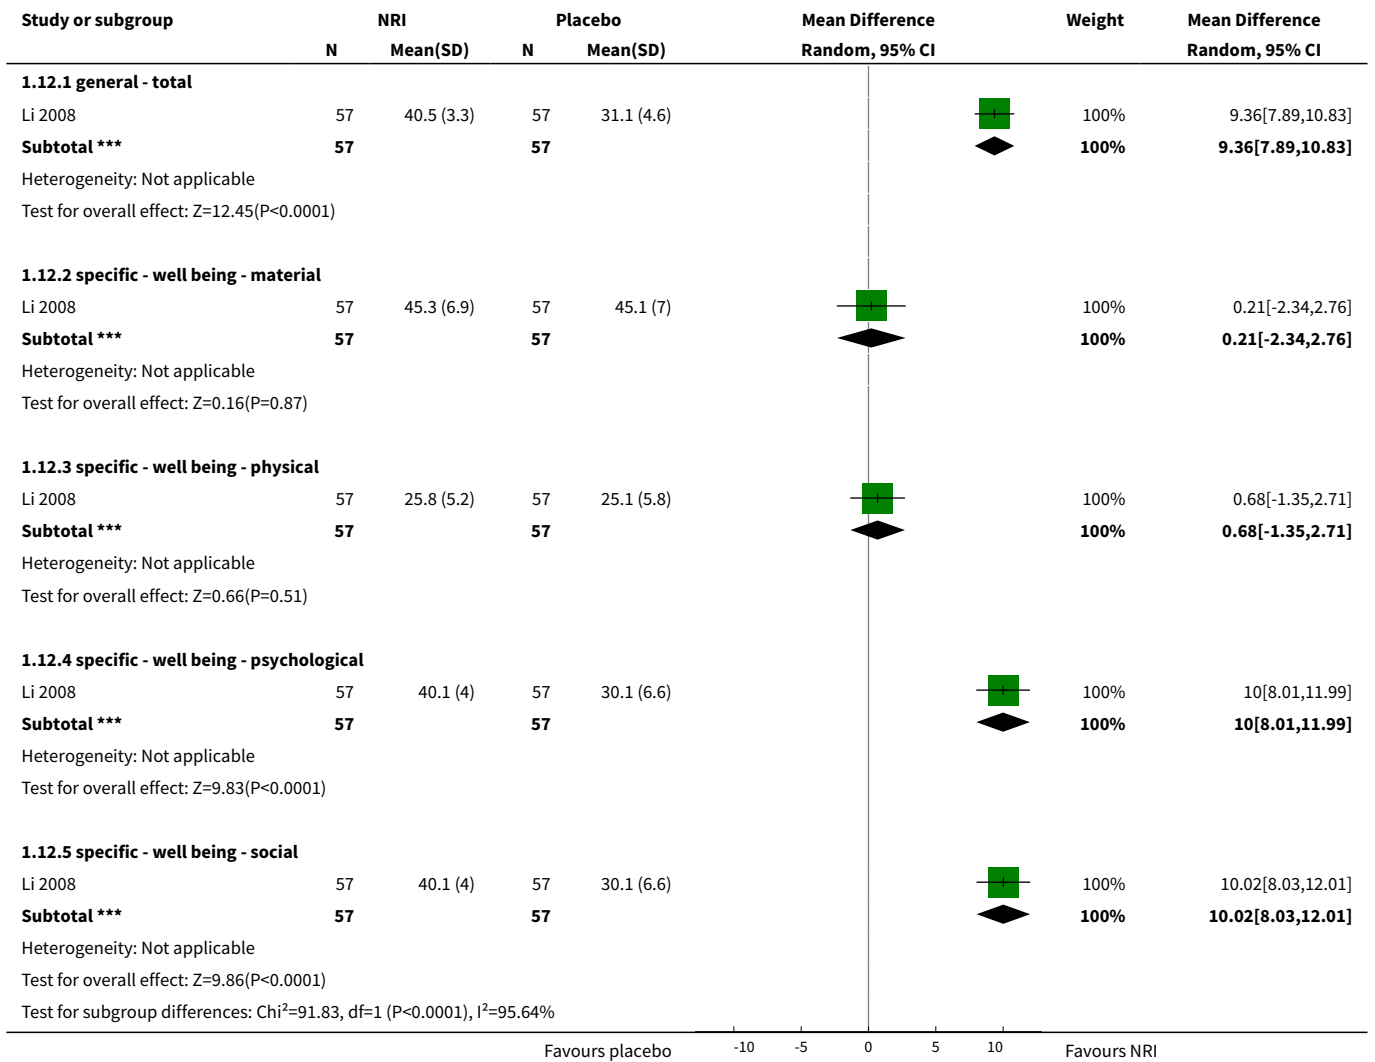 Study or subgroup NRI Placebo Mean Difference Weight Mean Difference
N Mean(SD) N Mean(SD) Random, 95% CI Random, 95% CI
1.12.1 general - total
Li 2008 57 40.5 (3.3) 57 31.1 (4.6) 100% 9.36[7.89,10.83]
Subtotal *** 57 57 100% 9.36[7.89,10.83]
Heterogeneity: Not applicable
Test for overall effect: Z=12.45(P<0.0001)
1.12.2 specific - well being - material
Li 2008 57 45.3 (6.9) 57 45.1 (7) 100% 0.21[-2.34,2.76]
Subtotal *** 57 57 100% 0.21[-2.34,2.76]
Heterogeneity: Not applicable
Test for overall effect: Z=0.16(P=0.87)
1.12.3 specific - well being - physical
Li 2008 57 25.8 (5.2) 57 25.1 (5.8) 100% 0.68[-1.35,2.71]
Subtotal *** 57 57 100% 0.68[-1.35,2.71]
Heterogeneity: Not applicable
Test for overall effect: Z=0.66(P=0.51)
1.12.4 specific - well being - psychological
Li 2008 57 40.1 (4) 57 30.1 (6.6) 100% 10[8.01,11.99]
Subtotal *** 57 57 100% 10[8.01,11.99]
Heterogeneity: Not applicable
Test for overall effect: Z=9.83(P<0.0001)
1.12.5 specific - well being - social
Li 2008 57 40.1 (4) 57 30.1 (6.6) 100% 10.02[8.03,12.01]
Subtotal *** 57 57 100% 10.02[8.03,12.01]
Heterogeneity: Not applicable
Test for overall effect: Z=9.86(P<0.0001)
Test for subgroup differences: Chi²=91.83, df=1 (P<0.0001), I²=95.64%
Favours placebo -10 -5 0 5 10 Favours NRI